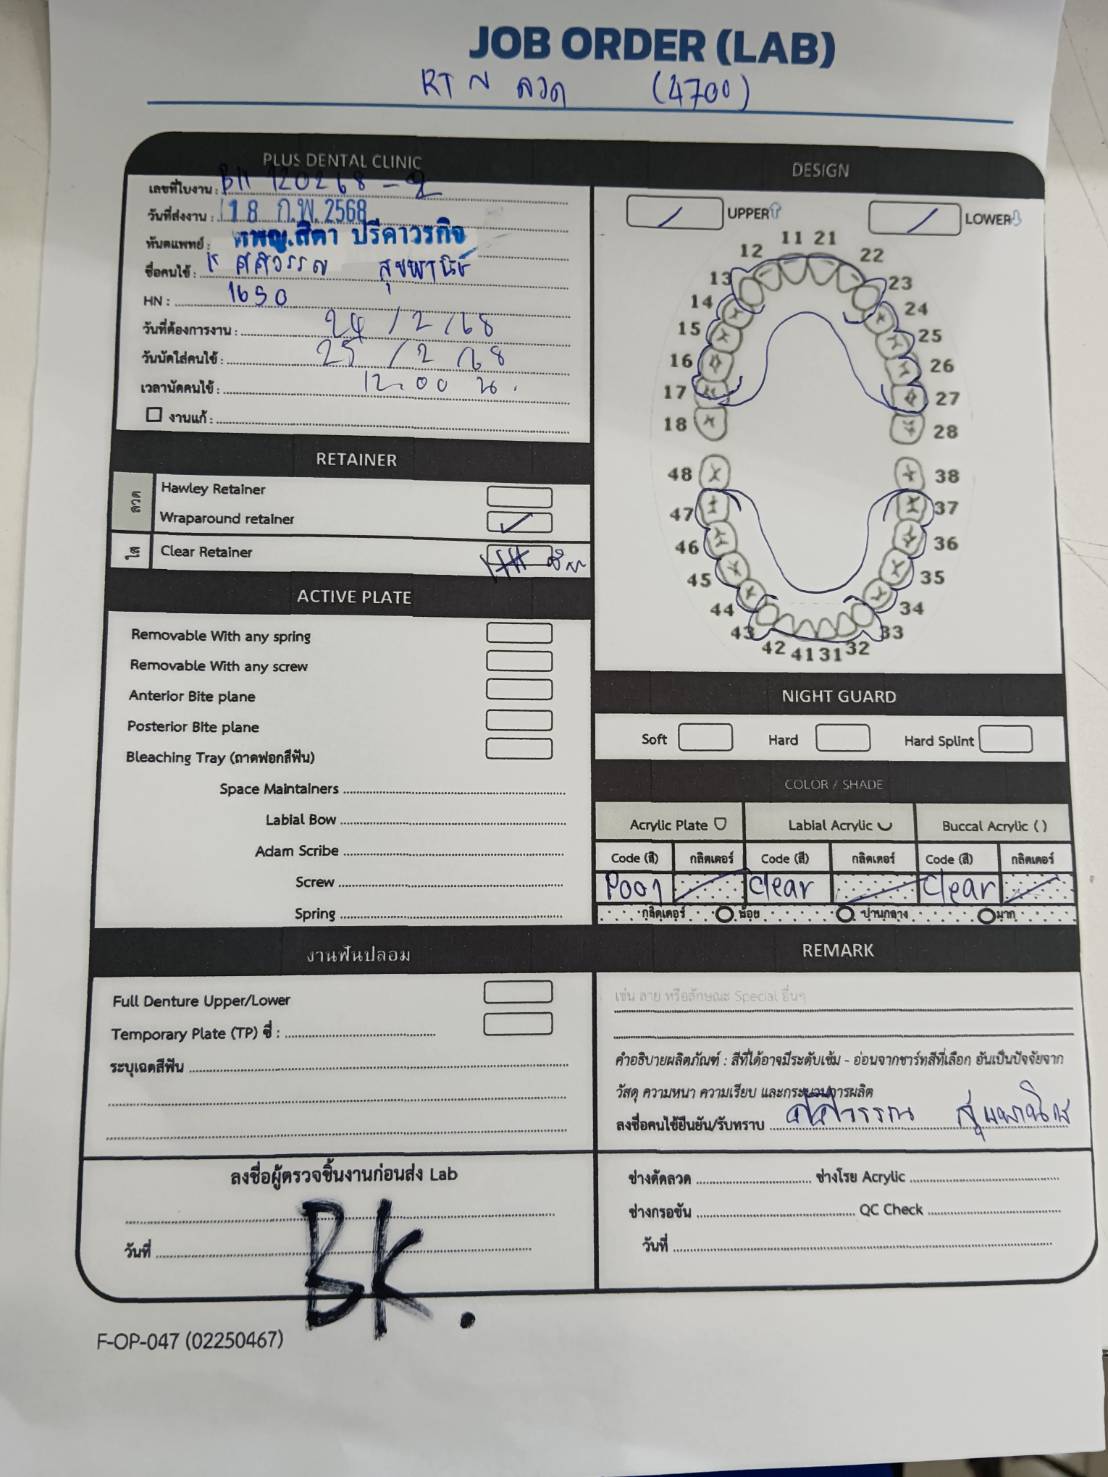 JOB ORDER (LAB)
RT N ลวด (4700)
PLUS DENTAL CLINIC
เลขที่ใบงาน : BII 120268-2
วันที่ส่งงาน : 18 ก.พ. 2568
ทันตแพทย์ : ทพญ.สิตา ปรีดาวรกิจ
ชื่อคนไข้ : ศศิวรรณ สุขพานิช
HN : 1650
วันที่ต้องการงาน : 24/2/68
วันนัดใส่คนไข้ : 25/2/68
เวลานัดคนไข้ : 12.00 น.
งานแก้ :
DESIGN
UPPER
LOWER
11 21
12 22
13 23
14 24
15 25
16 26
17 27
18 28
48 38
47 37
46 36
45 35
44 34
43 33
42 41 31 32
RETAINER
ลวด
Hawley Retainer
Wraparound retainer
ใส
Clear Retainer
ACTIVE PLATE
Removable With any spring
Removable With any screw
Anterior Bite plane
Posterior Bite plane
Bleaching Tray (ถาดฟอกสีฟัน)
Space Maintainers
Labial Bow
Adam Scribe
Screw
Spring
NIGHT GUARD
Soft Hard Hard Splint
COLOR / SHADE
Acrylic Plate Labial Acrylic Buccal Acrylic ( )
Code (สี) กลิตเตอร์ Code (สี) กลิตเตอร์ Code (สี) กลิตเตอร์
P001 Clear Clear
กลิตเตอร์ น้อย ปานกลาง มาก
งานฟันปลอม
Full Denture Upper/Lower
Temporary Plate (TP) ซี่ :
ระบุเฉดสีฟัน
REMARK
เช่น ลาย หรือลักษณะ Special อื่นๆ
คำอธิบายผลิตภัณฑ์ : สีที่ได้อาจมีระดับเข้ม - อ่อนจากชาร์ทสีที่เลือก อันเป็นปัจจัยจาก
วัสดุ ความหนา ความเรียบ และกระบวนการผลิต
ลงชื่อคนไข้ยืนยัน/รับทราบ ศศิวรรณ สุขพานิช
ลงชื่อผู้ตรวจชิ้นงานก่อนส่ง Lab
BK.
วันที่
ช่างดัดลวด ช่างโรย Acrylic
ช่างกรอขัน QC Check
วันที่
F-OP-047 (02250467)